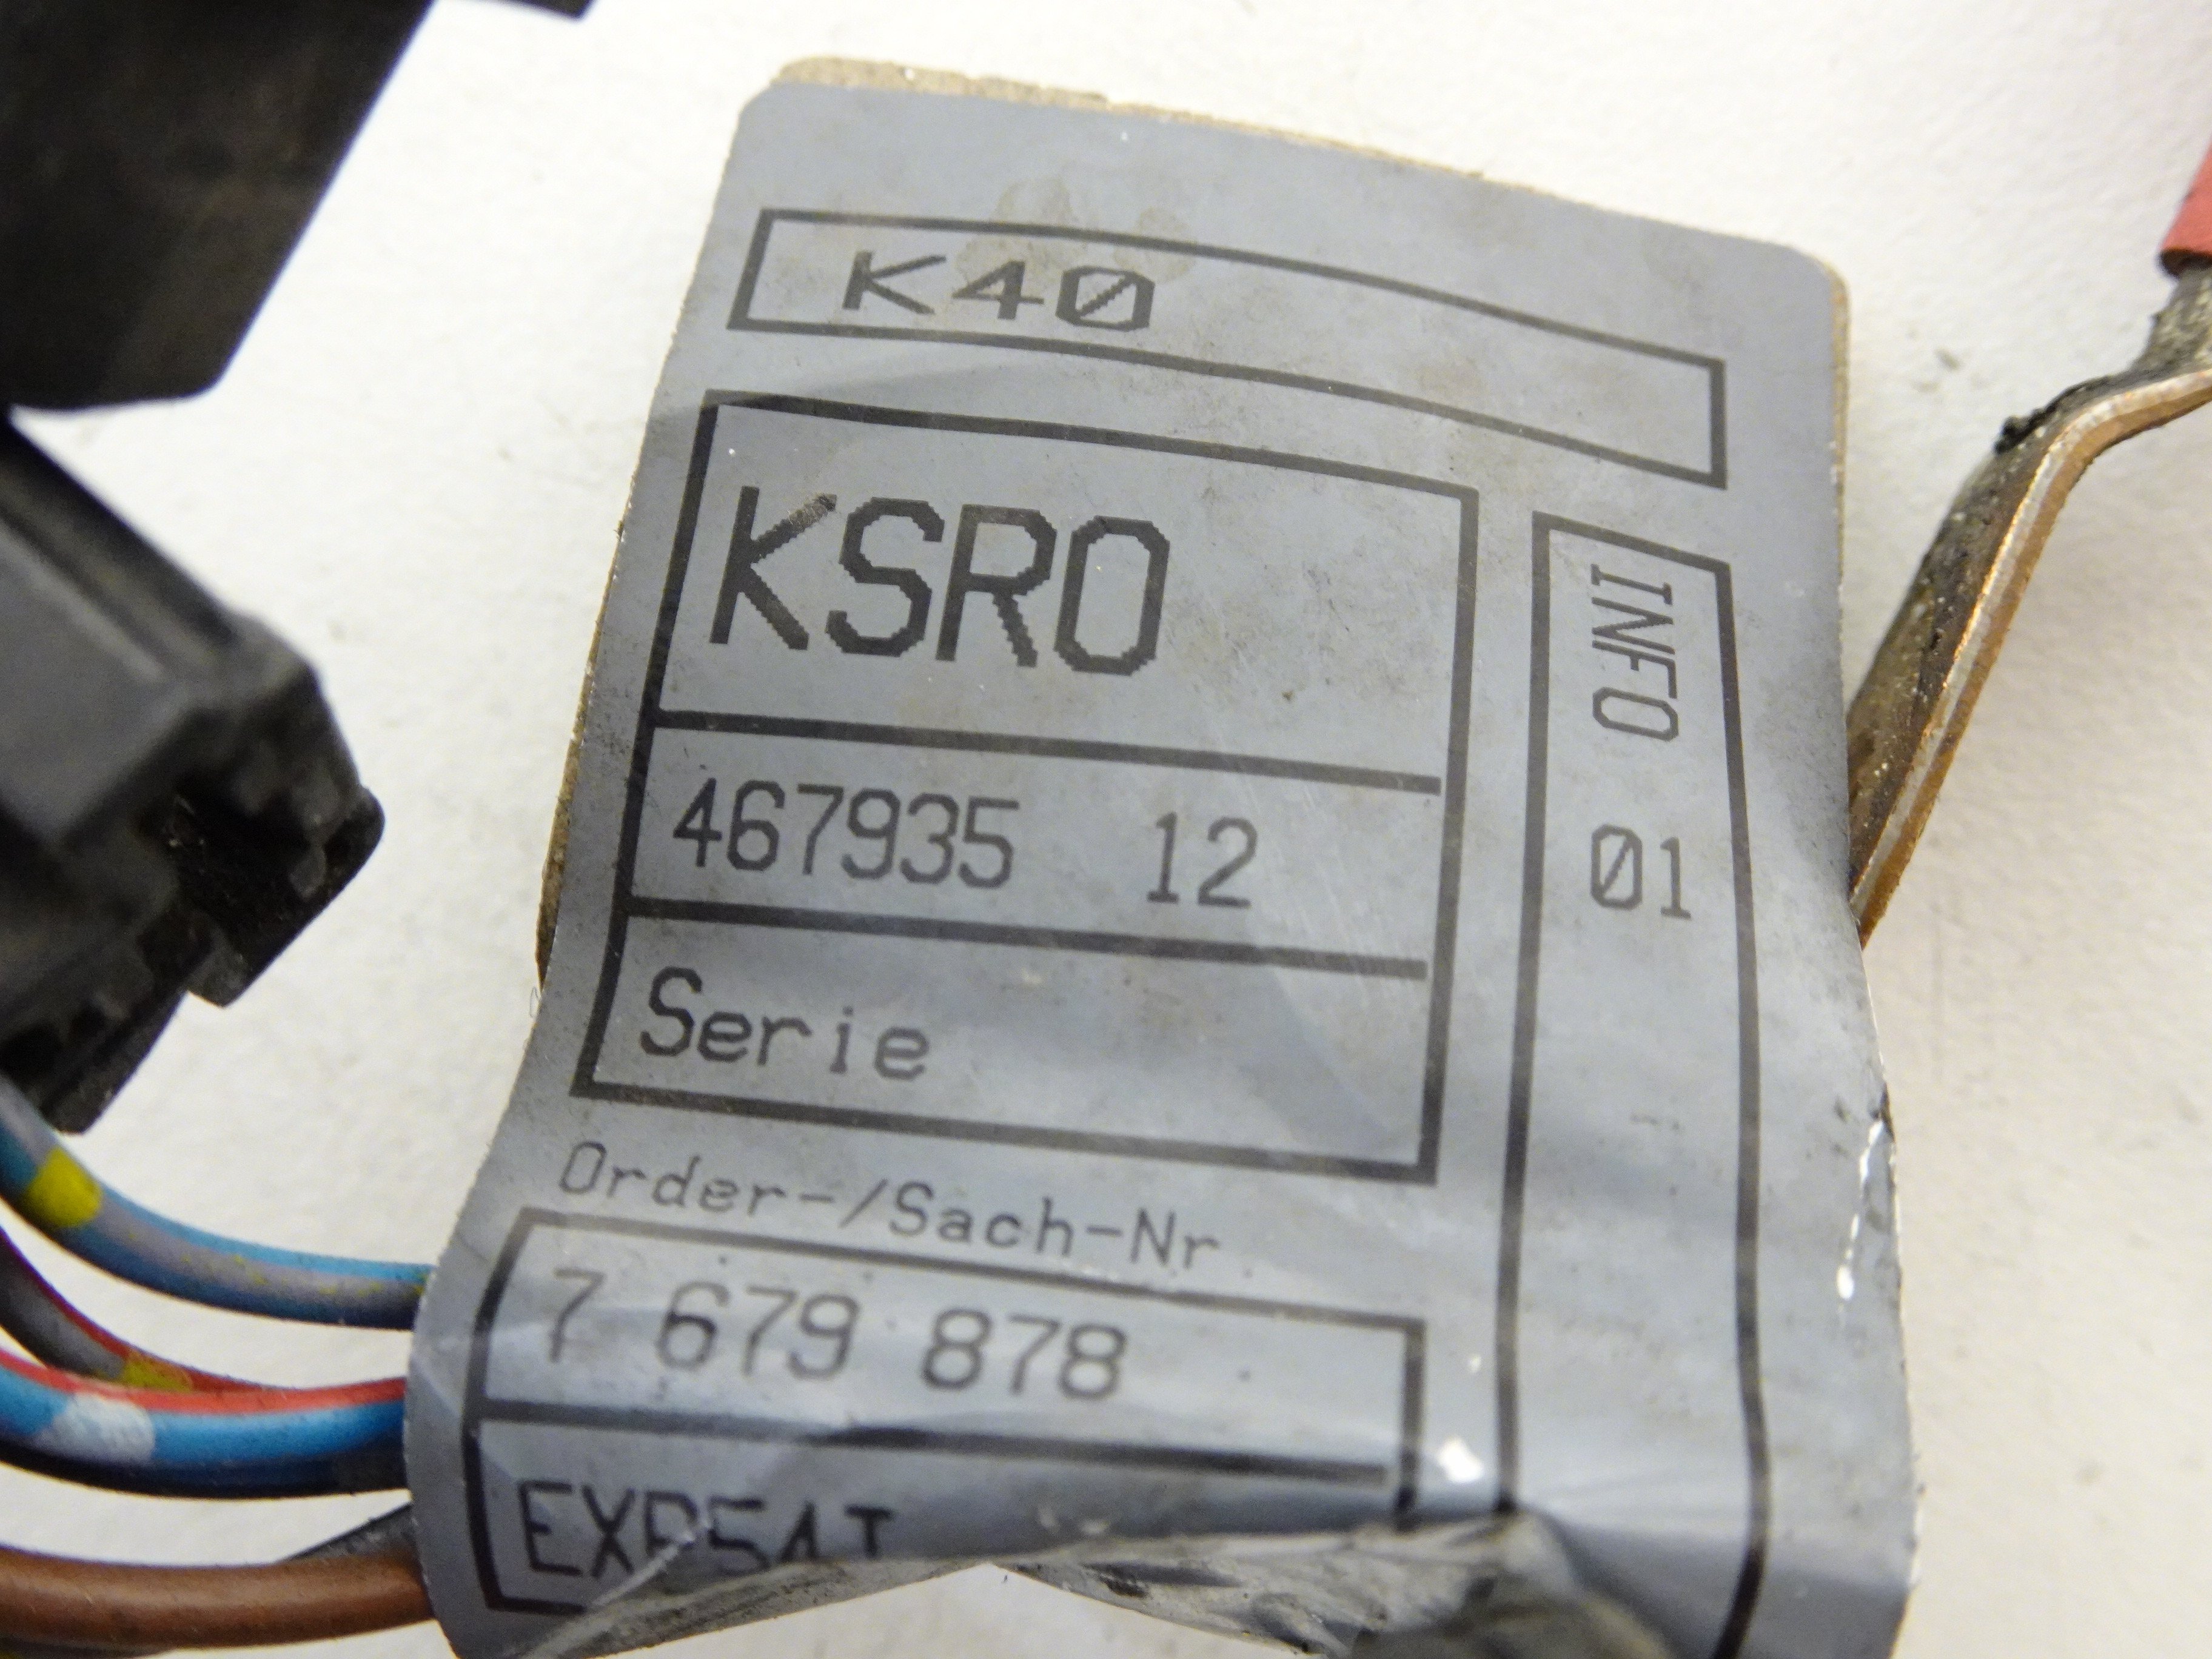 K40
KSRO
INFO 01
467935 12
Serie
Order-/Sach-Nr
7 679 878